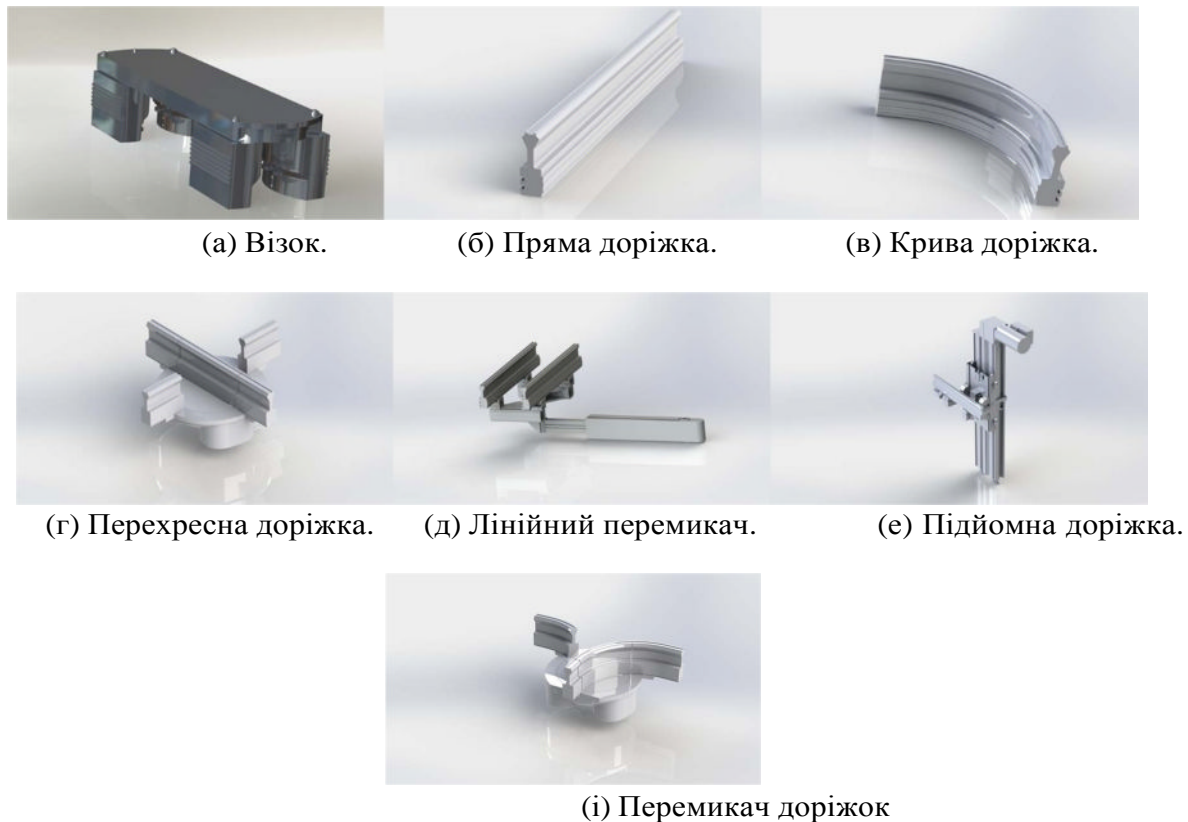 (а) Візок.
(б) Пряма доріжка.
(в) Крива доріжка.
(г) Перехресна доріжка.
(д) Лінійний перемикач.
(е) Підйомна доріжка.
(і) Перемикач доріжок